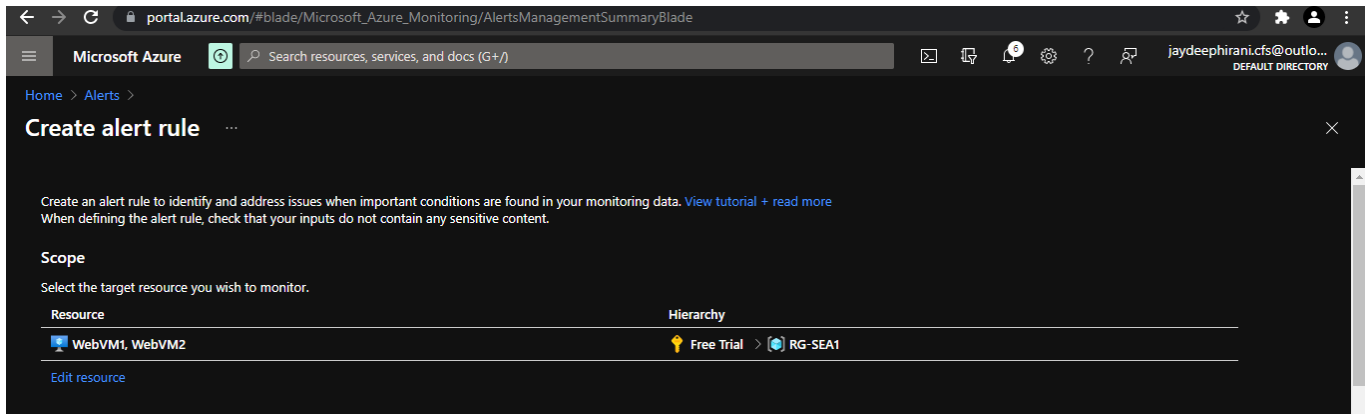 portal.azure.com/#blade/Microsoft_Azure_Monitoring/AlertsManagementSummaryBlade
Microsoft Azure
Search resources, services, and docs (G+/)
6
jaydeephirani.cfs@outlo...
DEFAULT DIRECTORY
Home > Alerts >
Create alert rule ...
Create an alert rule to identify and address issues when important conditions are found in your monitoring data. View tutorial + read more
When defining the alert rule, check that your inputs do not contain any sensitive content.
Scope
Select the target resource you wish to monitor.
Resource Hierarchy
WebVM1, WebVM2 Free Trial > RG-SEA1
Edit resource